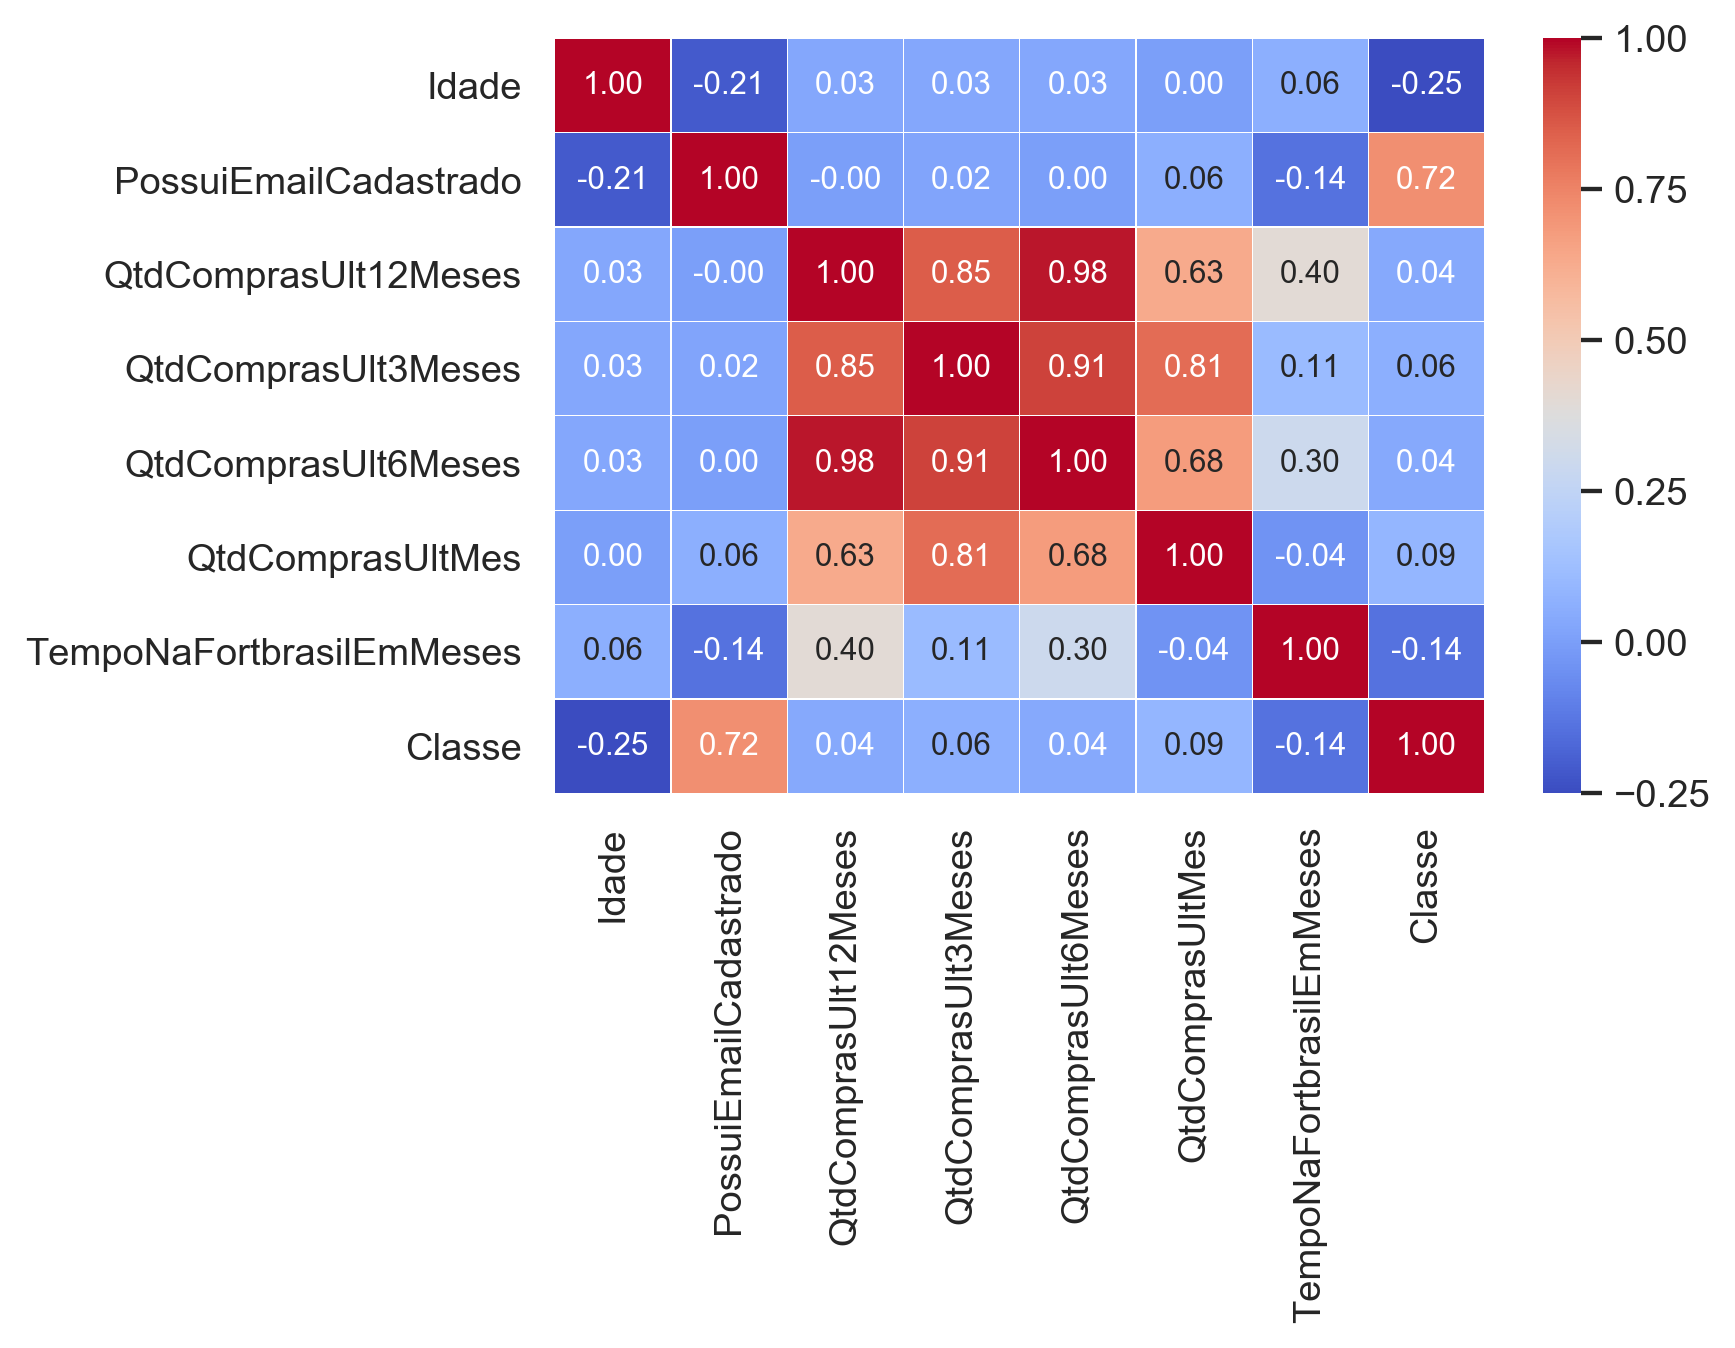 Idade 1.00 -0.21 0.03 0.03 0.03 0.00 0.06 -0.25
PossuiEmailCadastrado -0.21 1.00 -0.00 0.02 0.00 0.06 -0.14 0.72
QtdComprasUlt12Meses 0.03 -0.00 1.00 0.85 0.98 0.63 0.40 0.04
QtdComprasUlt3Meses 0.03 0.02 0.85 1.00 0.91 0.81 0.11 0.06
QtdComprasUlt6Meses 0.03 0.00 0.98 0.91 1.00 0.68 0.30 0.04
QtdComprasUltMes 0.00 0.06 0.63 0.81 0.68 1.00 -0.04 0.09
TempoNaFortbrasilEmMeses 0.06 -0.14 0.40 0.11 0.30 -0.04 1.00 -0.14
Classe -0.25 0.72 0.04 0.06 0.04 0.09 -0.14 1.00
Idade
PossuiEmailCadastrado
QtdComprasUlt12Meses
QtdComprasUlt3Meses
QtdComprasUlt6Meses
QtdComprasUltMes
TempoNaFortbrasilEmMeses
Classe
1.00
0.75
0.50
0.25
0.00
−0.25